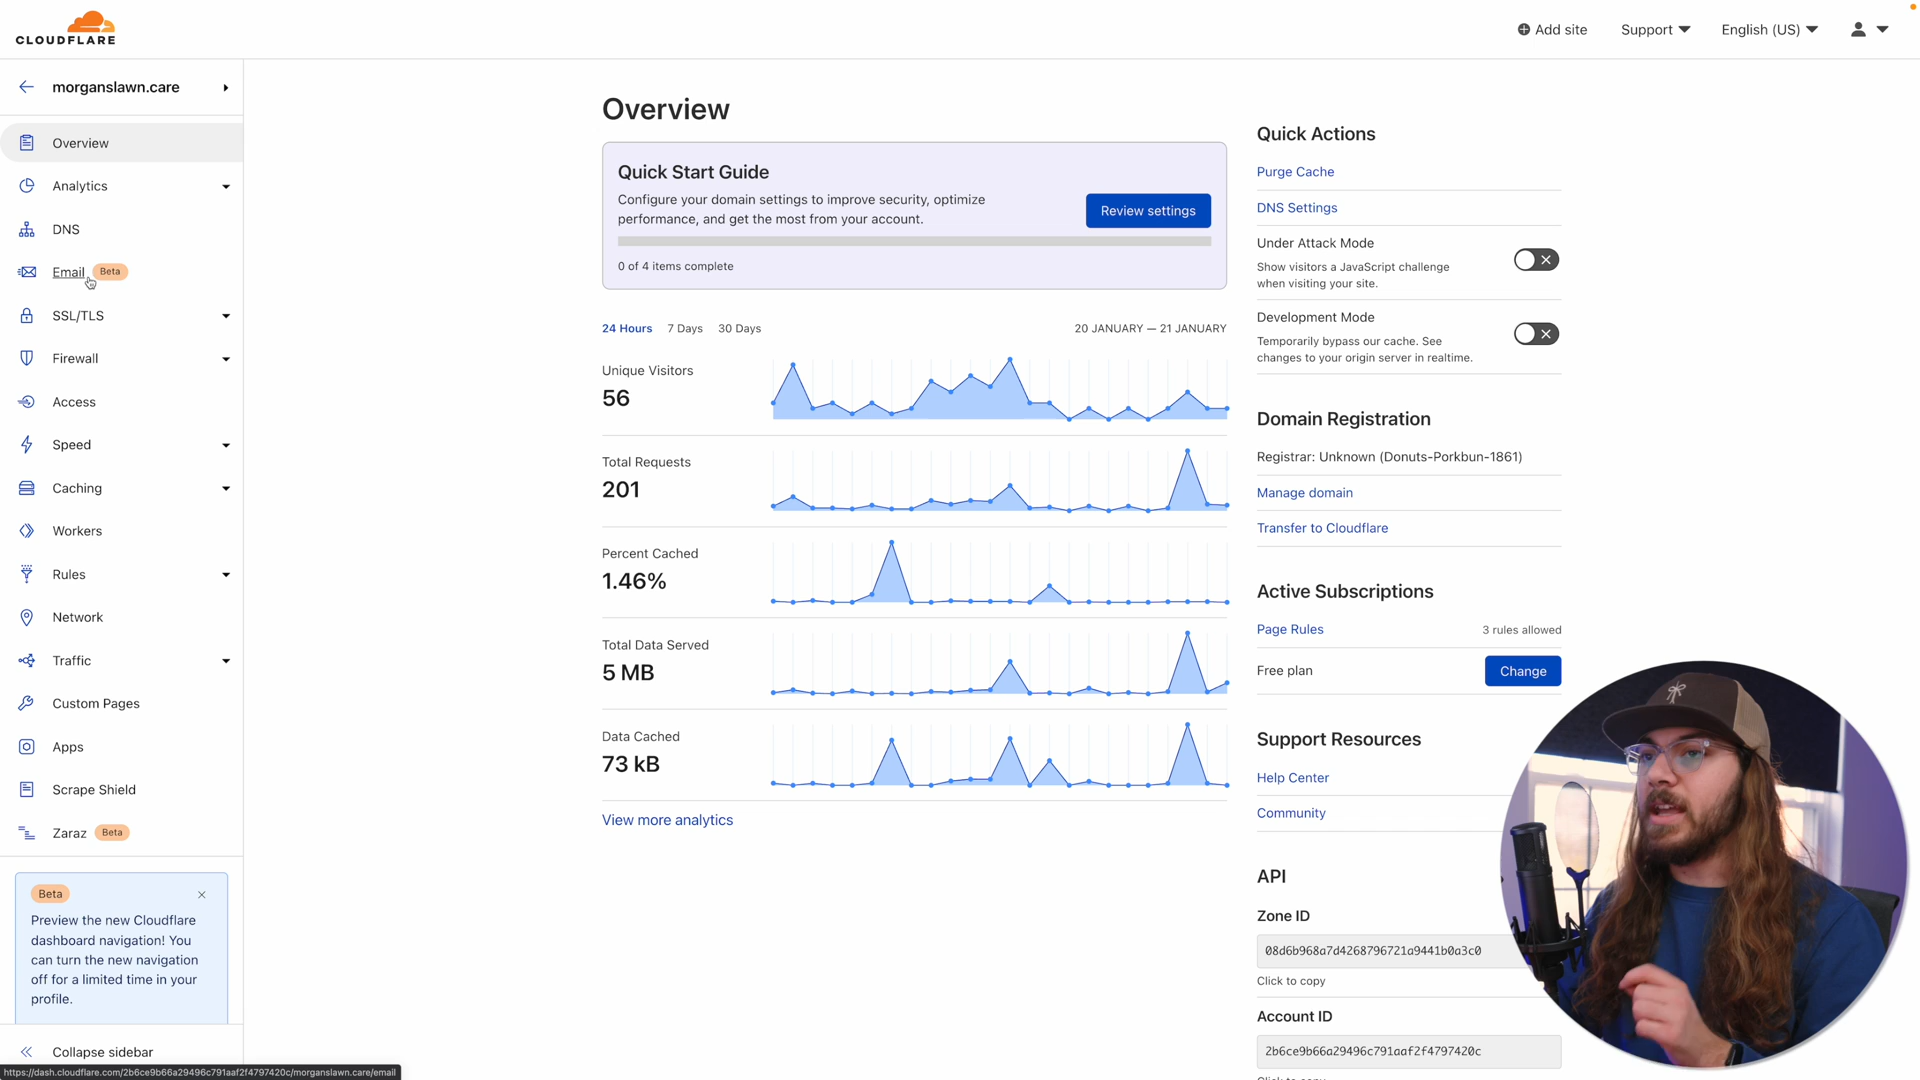 CLOUDFLARE
Add site
Support
English (US)
morganslawn.care
Overview
Analytics
DNS
Email Beta
SSL/TLS
Firewall
Access
Speed
Caching
Workers
Rules
Network
Traffic
Custom Pages
Apps
Scrape Shield
Zaraz Beta
Beta
Preview the new Cloudflare
dashboard navigation! You
can turn the new navigation
off for a limited time in your
profile.
Collapse sidebar
https://dash.cloudflare.com/2b6ce9b66a29496c791aaf2f4797420c/morganslawn.care/email
Overview
Quick Start Guide
Configure your domain settings to improve security, optimize
performance, and get the most from your account.
Review settings
0 of 4 items complete
24 Hours 7 Days 30 Days 20 JANUARY — 21 JANUARY
Unique Visitors
56
Total Requests
201
Percent Cached
1.46%
Total Data Served
5 MB
Data Cached
73 kB
View more analytics
Quick Actions
Purge Cache
DNS Settings
Under Attack Mode
Show visitors a JavaScript challenge
when visiting your site.
Development Mode
Temporarily bypass our cache. See
changes to your origin server in realtime.
Domain Registration
Registrar: Unknown (Donuts-Porkbun-1861)
Manage domain
Transfer to Cloudflare
Active Subscriptions
Page Rules 3 rules allowed
Free plan Change
Support Resources
Help Center
Community
API
Zone ID
08d6b968a7d4268796721a9441b0a3c0
Click to copy
Account ID
2b6ce9b66a29496c791aaf2f4797420c